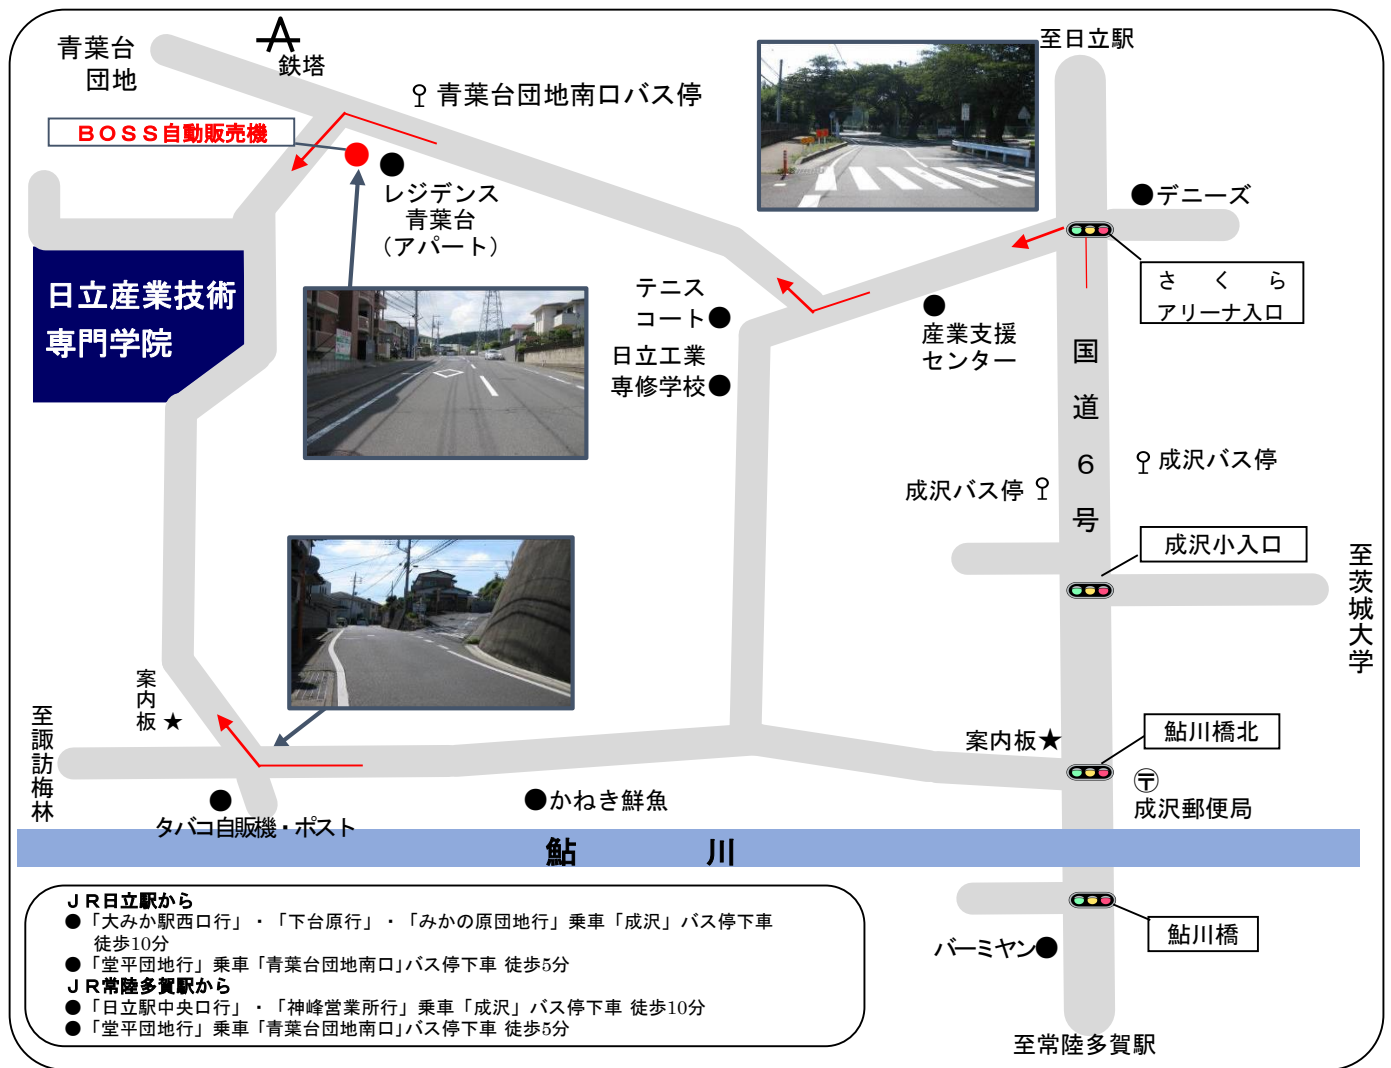 青葉台
団地
鉄塔
青葉台団地南口バス停
至日立駅
BOSS自動販売機
レジデンス
青葉台
（アパート）
デニーズ
さくら
アリーナ入口
日立産業技術
専門学院
テニス
コート
日立工業
専修学校
産業支援
センター
国道6号
成沢バス停
成沢バス停
成沢小入口
至茨城大学
案内板★
至諏訪梅林
案内板★
鮎川橋北
〒
成沢郵便局
タバコ自販機・ポスト
かねき鮮魚
鮎川
鮎川橋
バーミヤン
至常陸多賀駅
ＪＲ日立駅から
●「大みか駅西口行」・「下台原行」・「みかの原団地行」乗車「成沢」バス停下車
徒歩10分
●「堂平団地行」乗車「青葉台団地南口」バス停下車 徒歩5分
ＪＲ常陸多賀駅から
●「日立駅中央口行」・「神峰営業所行」乗車「成沢」バス停下車 徒歩10分
●「堂平団地行」乗車「青葉台団地南口」バス停下車 徒歩5分